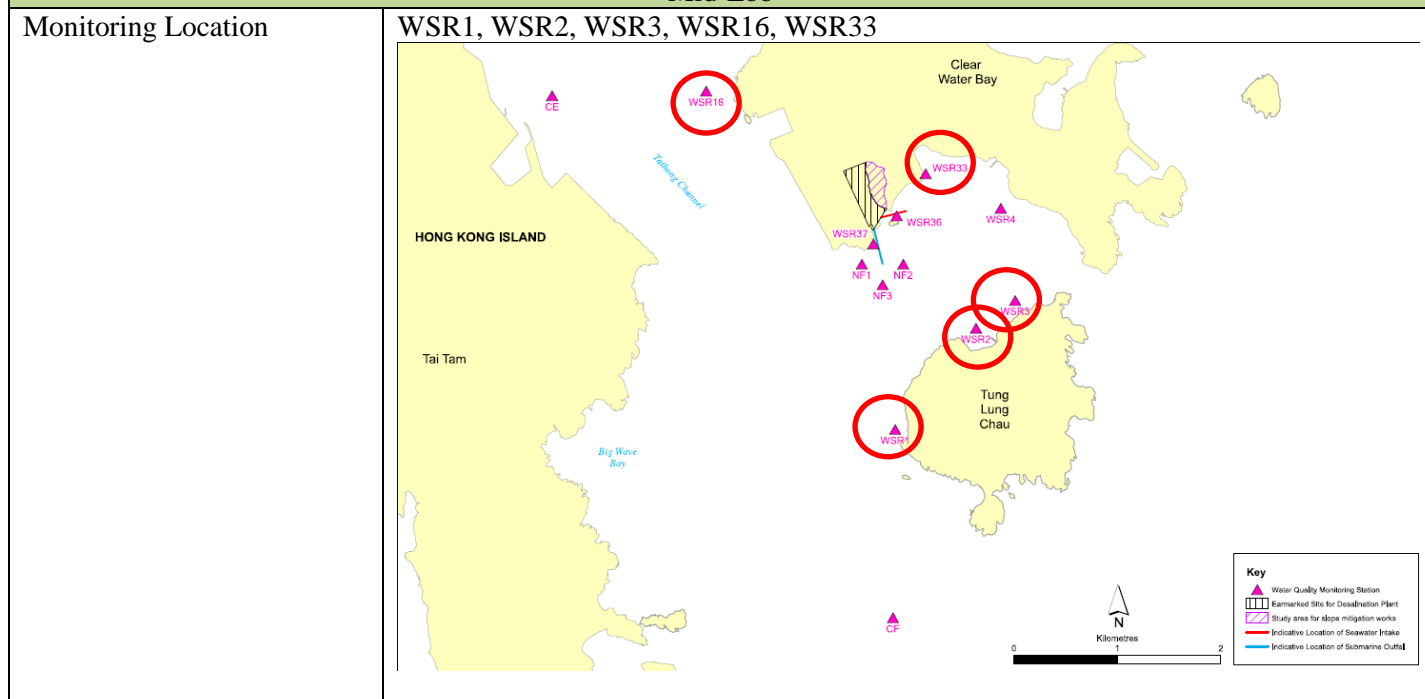 Monitoring Location
WSR1, WSR2, WSR3, WSR16, WSR33
Clear
Water Bay
CE
WSR16
Tathong Channel
WSR33
WSR36
WSR4
WSR37
HONG KONG ISLAND
NF1
NF2
NF3
WSR3
WSR2
Tai Tam
Tung
Lung
Chau
WSR1
Big Wave
Bay
CF
N
Kilometres
0 1 2
Key
Water Quality Monitoring Station
Earmarked Site for Desalination Plant
Study area for slope mitigation works
Indicative Location of Seawater Intake
Indicative Location of Submarine Outfall